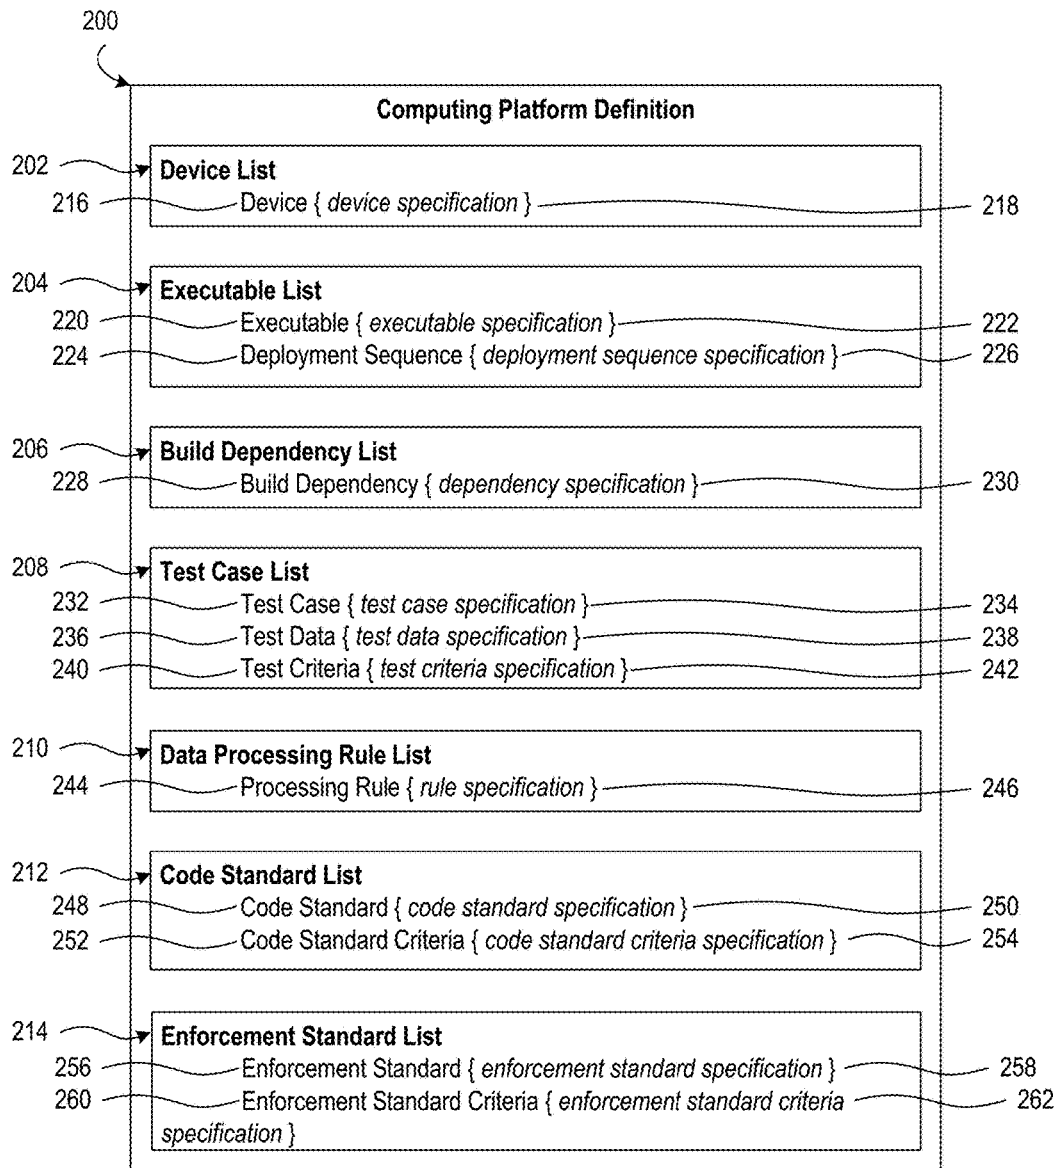 200
Computing Platform Definition
202 Device List
216 Device { device specification } 218
204 Executable List
220 Executable { executable specification } 222
224 Deployment Sequence { deployment sequence specification } 226
206 Build Dependency List
228 Build Dependency { dependency specification } 230
208 Test Case List
232 Test Case { test case specification } 234
236 Test Data { test data specification } 238
240 Test Criteria { test criteria specification } 242
210 Data Processing Rule List
244 Processing Rule { rule specification } 246
212 Code Standard List
248 Code Standard { code standard specification } 250
252 Code Standard Criteria { code standard criteria specification } 254
214 Enforcement Standard List
256 Enforcement Standard { enforcement standard specification } 258
260 Enforcement Standard Criteria { enforcement standard criteria 262
specification }